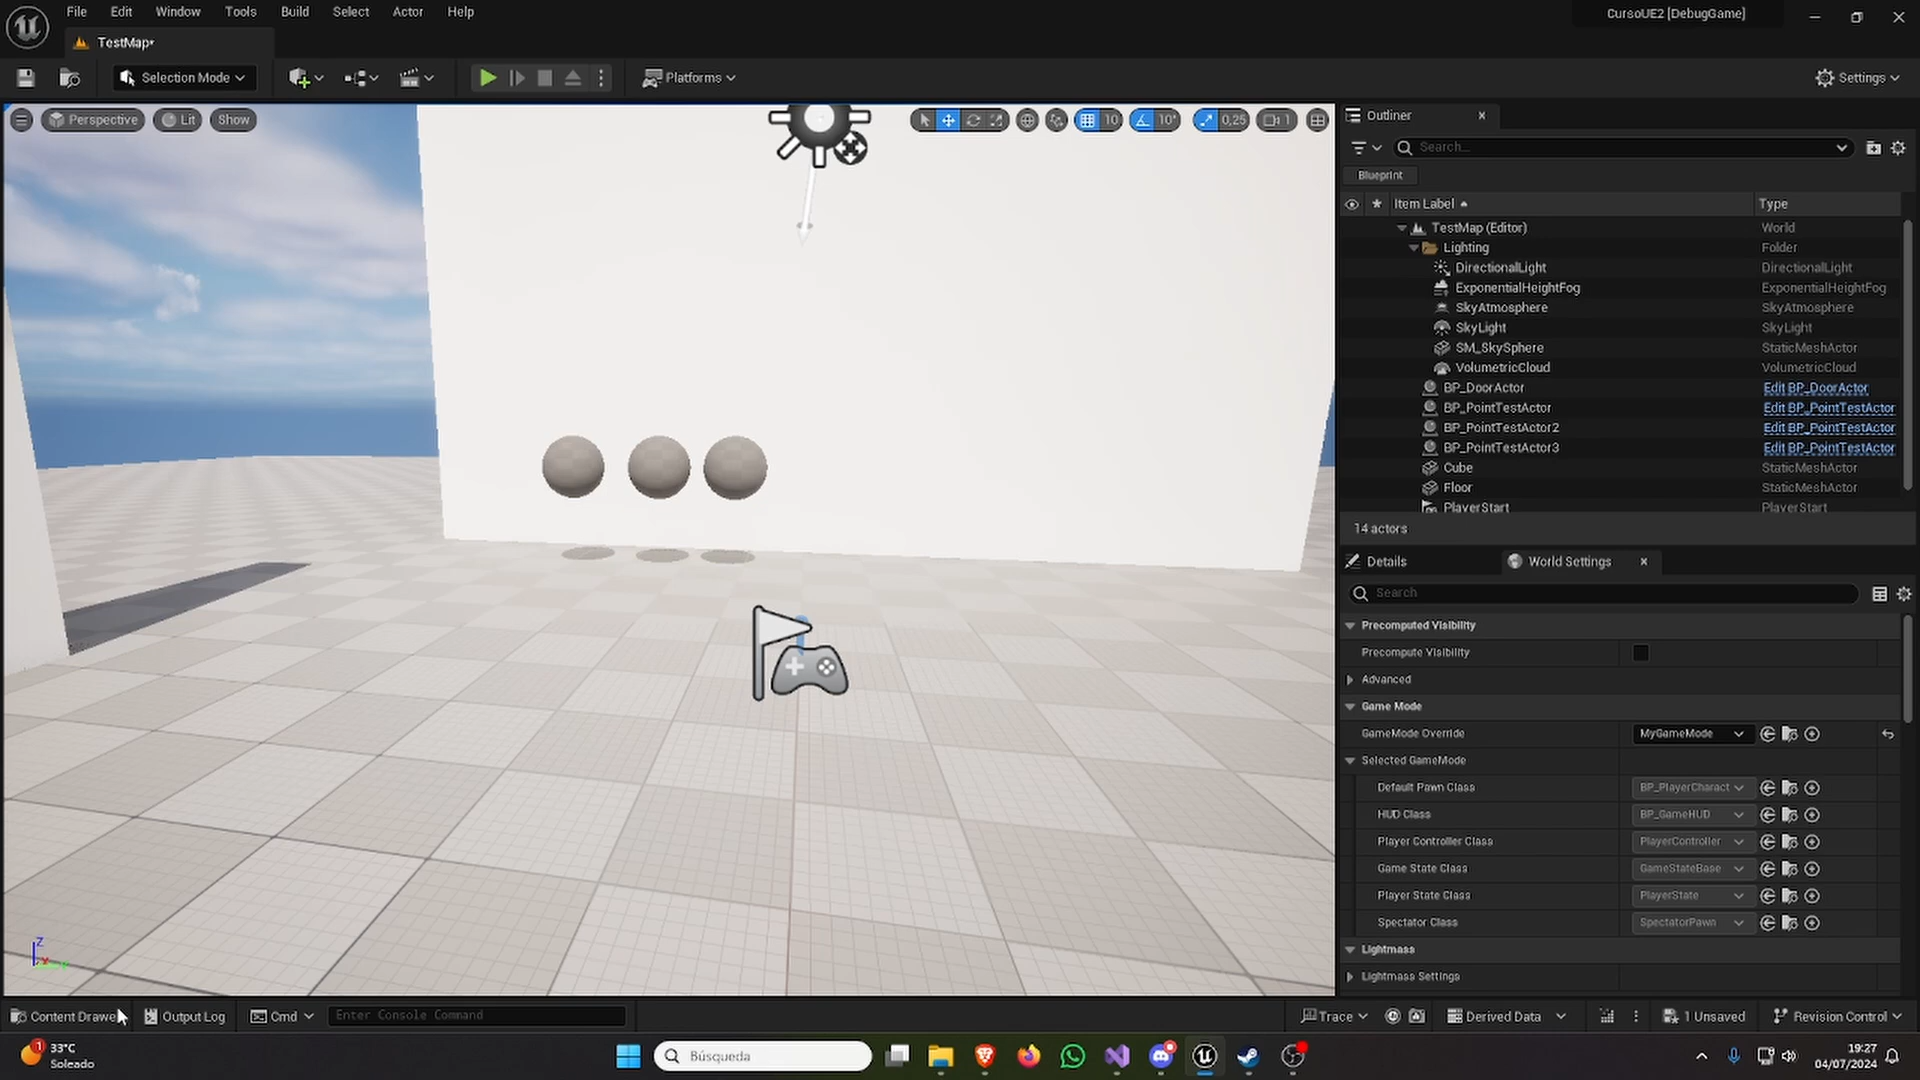 File Edit Window Tools Build Select Actor Help
CursoUE2 [DebugGame]
TestMap*
Selection Mode
Platforms
Settings
Perspective Lit Show
10 10° 0,25 1
Outliner
Search...
Blueprint
Item Label Type
TestMap (Editor) World
Lighting Folder
DirectionalLight DirectionalLight
ExponentialHeightFog ExponentialHeightFog
SkyAtmosphere SkyAtmosphere
SkyLight SkyLight
SM_SkySphere StaticMeshActor
VolumetricCloud VolumetricCloud
BP_DoorActor Edit BP_DoorActor
BP_PointTestActor Edit BP_PointTestActor
BP_PointTestActor2 Edit BP_PointTestActor
BP_PointTestActor3 Edit BP_PointTestActor
Cube StaticMeshActor
Floor StaticMeshActor
PlayerStart PlayerStart
14 actors
Details World Settings
Search
Precomputed Visibility
Precompute Visibility
Advanced
Game Mode
GameMode Override MyGameMode
Selected GameMode
Default Pawn Class BP_PlayerCharact
HUD Class BP_GameHUD
Player Controller Class PlayerController
Game State Class GameStateBase
Player State Class PlayerState
Spectator Class SpectatorPawn
Lightmass
Lightmass Settings
Z
Content Drawe Output Log Cmd Enter Console Command
Trace Derived Data 1 Unsaved Revision Control
1
33°C
Soleado
Búsqueda
19:27
04/07/2024